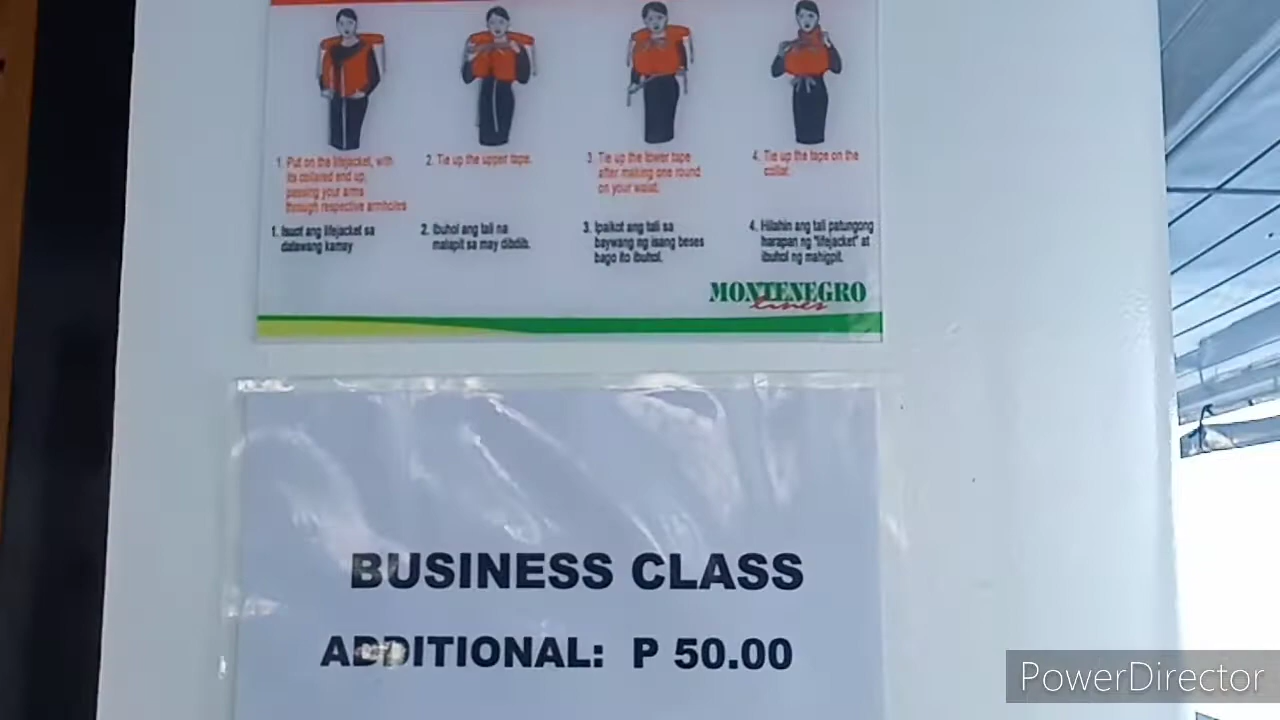 1. Put on the lifejacket, with
its collared end up,
passing your arms
through respective armholes
2. Tie up the upper tape.
3. Tie up the lower tape
after making one round
on your waist.
4. Tie up the tape on the
collar.
1. Isuot ang lifejacket sa
dalawang kamay
2. Ibuhol ang tali na
malapit sa may dibdib.
3. Ipaikot ang tali sa
baywang ng isang beses
bago ito ibuhol.
4. Hilahin ang tali patungong
harapan ng "lifejacket" at
ibuhol ng mahigpit.
MONTENEGRO
Lines
BUSINESS CLASS
ADDITIONAL: P 50.00
PowerDirector